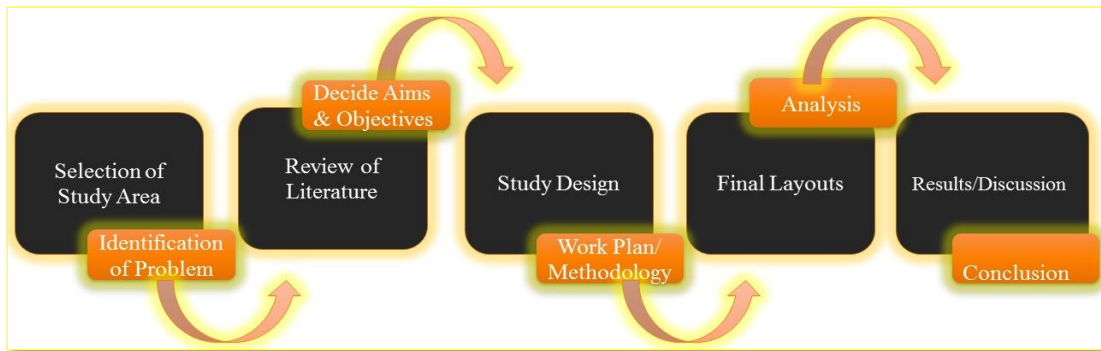 Selection of
Study Area
Identification
of Problem
Review of
Literature
Decide Aims
& Objectives
Study Design
Work Plan/
Methodology
Final Layouts
Analysis
Results/Discussion
Conclusion